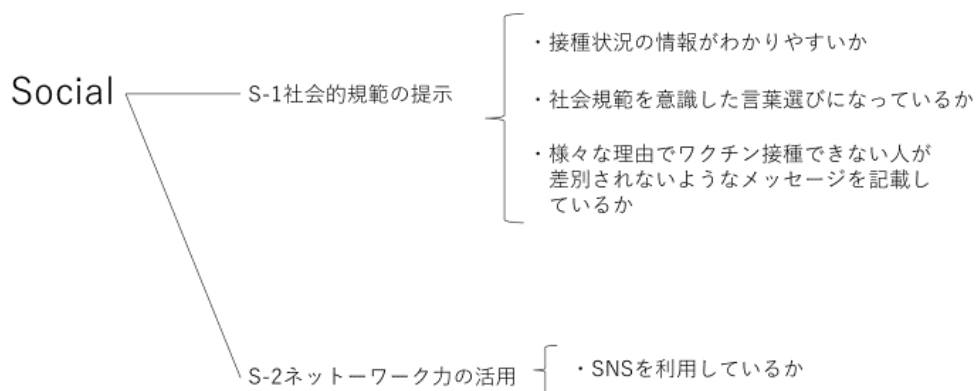 Social
S-1社会的規範の提示
・接種状況の情報がわかりやすいか
・社会規範を意識した言葉選びになっているか
・様々な理由でワクチン接種できない人が
差別されないようなメッセージを記載し
ているか
S-2ネットーワーク力の活用
・SNSを利用しているか